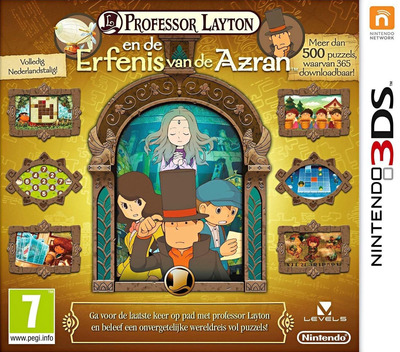 L
PROFESSOR LAYTON
en de
Erfenis van de Azran
Volledig
Nederlandstalig!
Meer dan
500 puzzels,
waarvan 365
downloadbaar!
NINTENDO
NETWORK
NINTENDO 3DS
7
www.pegi.info
Ga voor de laatste keer op pad met professor Layton
en beleef een onvergetelijke wereldreis vol puzzels!
LEVEL5
Nintendo